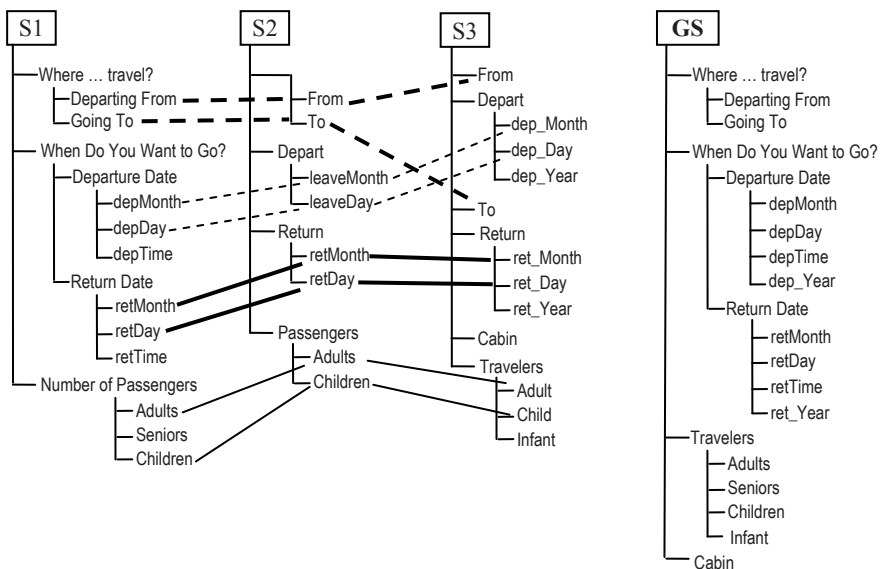 S1
Where ... travel?
Departing From
Going To
When Do You Want to Go?
Departure Date
depMonth
depDay
depTime
Return Date
retMonth
retDay
retTime
Number of Passengers
Adults
Seniors
Children
S2
From
To
Depart
leaveMonth
leaveDay
Return
retMonth
retDay
Passengers
Adults
Children
S3
From
Depart
dep_Month
dep_Day
dep_Year
To
Return
ret_Month
ret_Day
ret_Year
Cabin
Travelers
Adult
Child
Infant
GS
Where ... travel?
Departing From
Going To
When Do You Want to Go?
Departure Date
depMonth
depDay
depTime
dep_Year
Return Date
retMonth
retDay
retTime
ret_Year
Travelers
Adults
Seniors
Children
Infant
Cabin